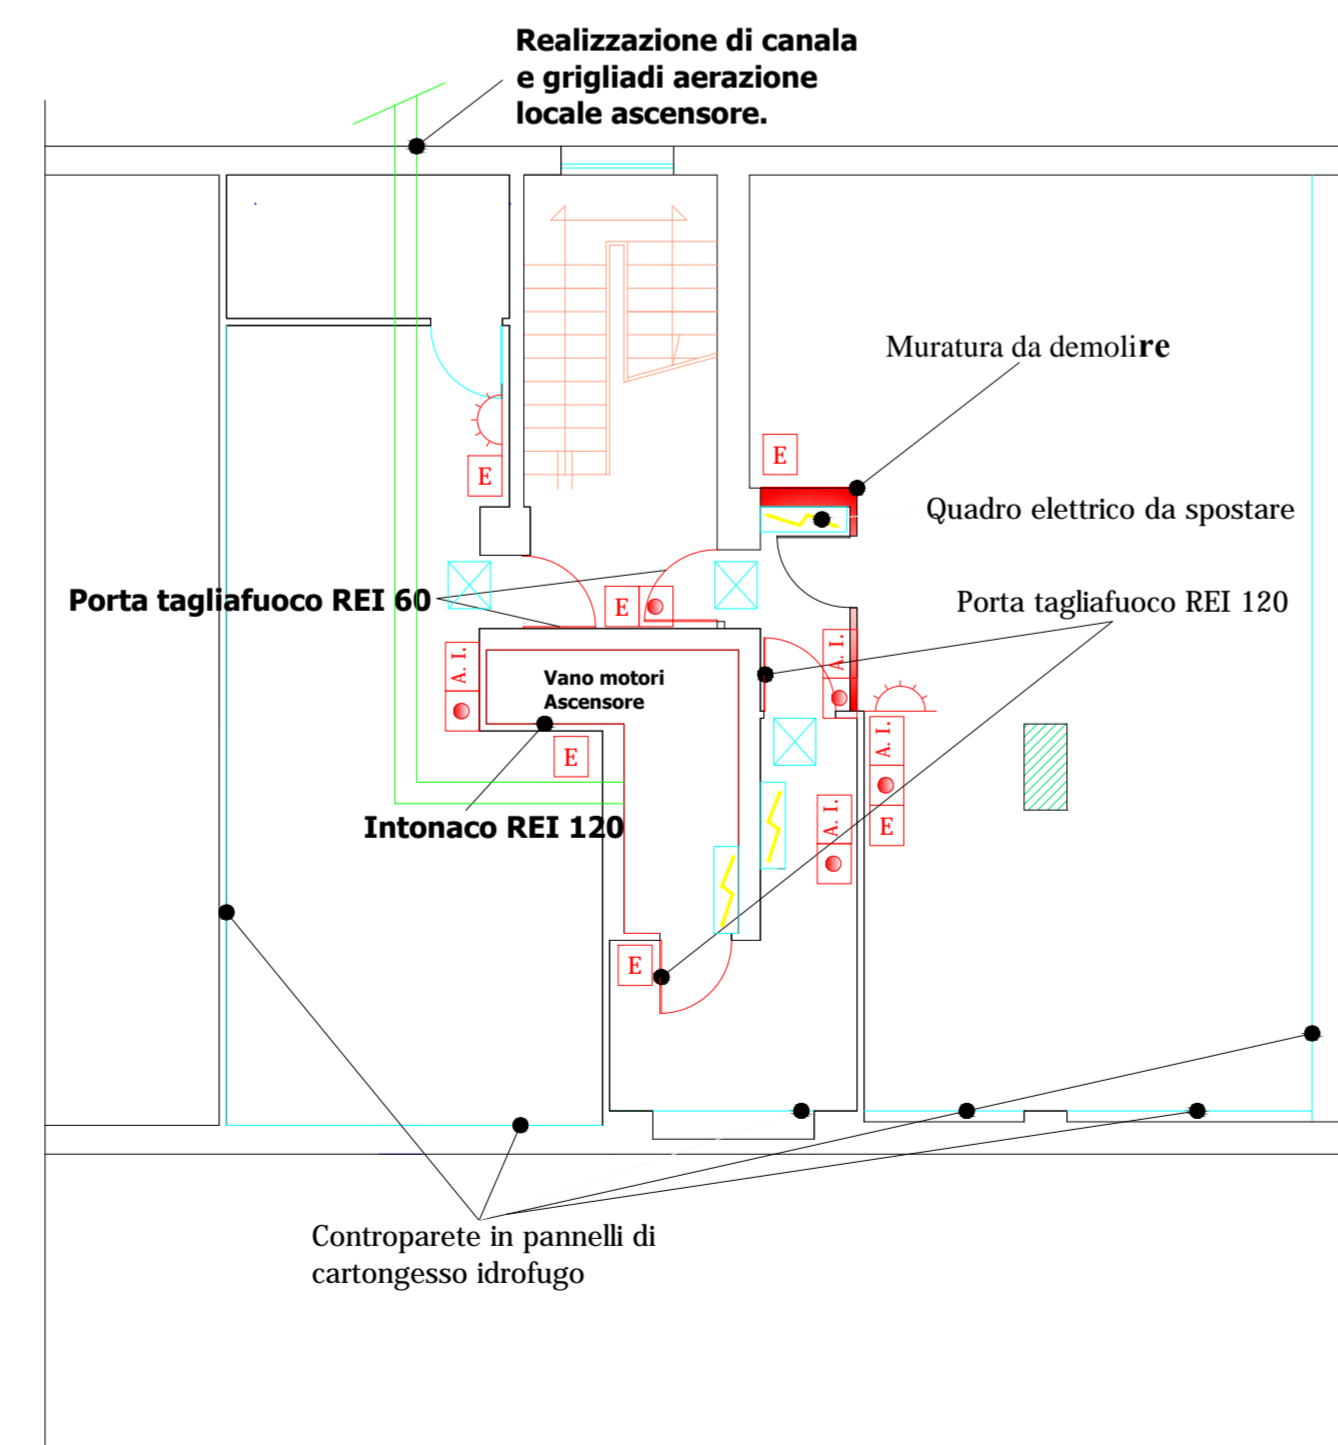 Realizzazione di canala
e grigliadi aerazione
locale ascensore.
Muratura da demolire
E
E
Quadro elettrico da spostare
Porta tagliafuoco REI 60
E
Porta tagliafuoco REI 120
A. I.
Vano motori
Ascensore
A. I.
A. I.
E
Intonaco REI 120
A. I.
E
E
Controparete in pannelli di
cartongesso idrofugo